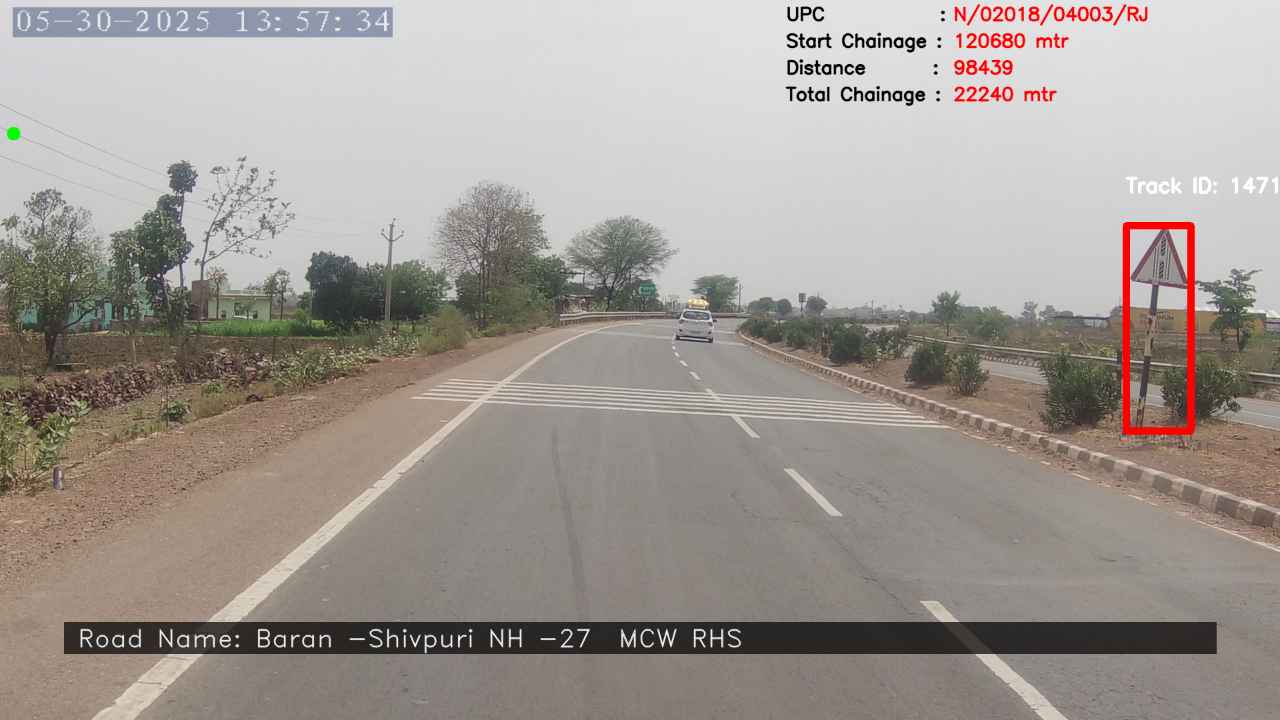 05-30-2025 13:57:34
UPC : N/02018/04003/RJ
Start Chainage : 120680 mtr
Distance : 98439
Total Chainage : 22240 mtr
Track ID: 1471
Road Name: Baran -Shivpuri NH -27 MCW RHS